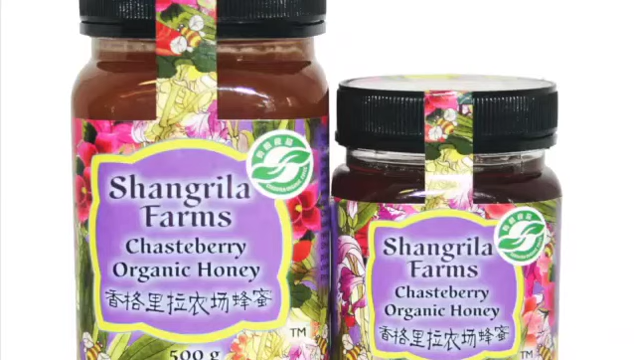 Shangrila
Farms
Chasteberry
Organic Honey
香格里拉农场蜂蜜
TM
500 g
Shangrila
Farms
Chasteberry
Organic Honey
香格里拉农场蜂蜜
TM